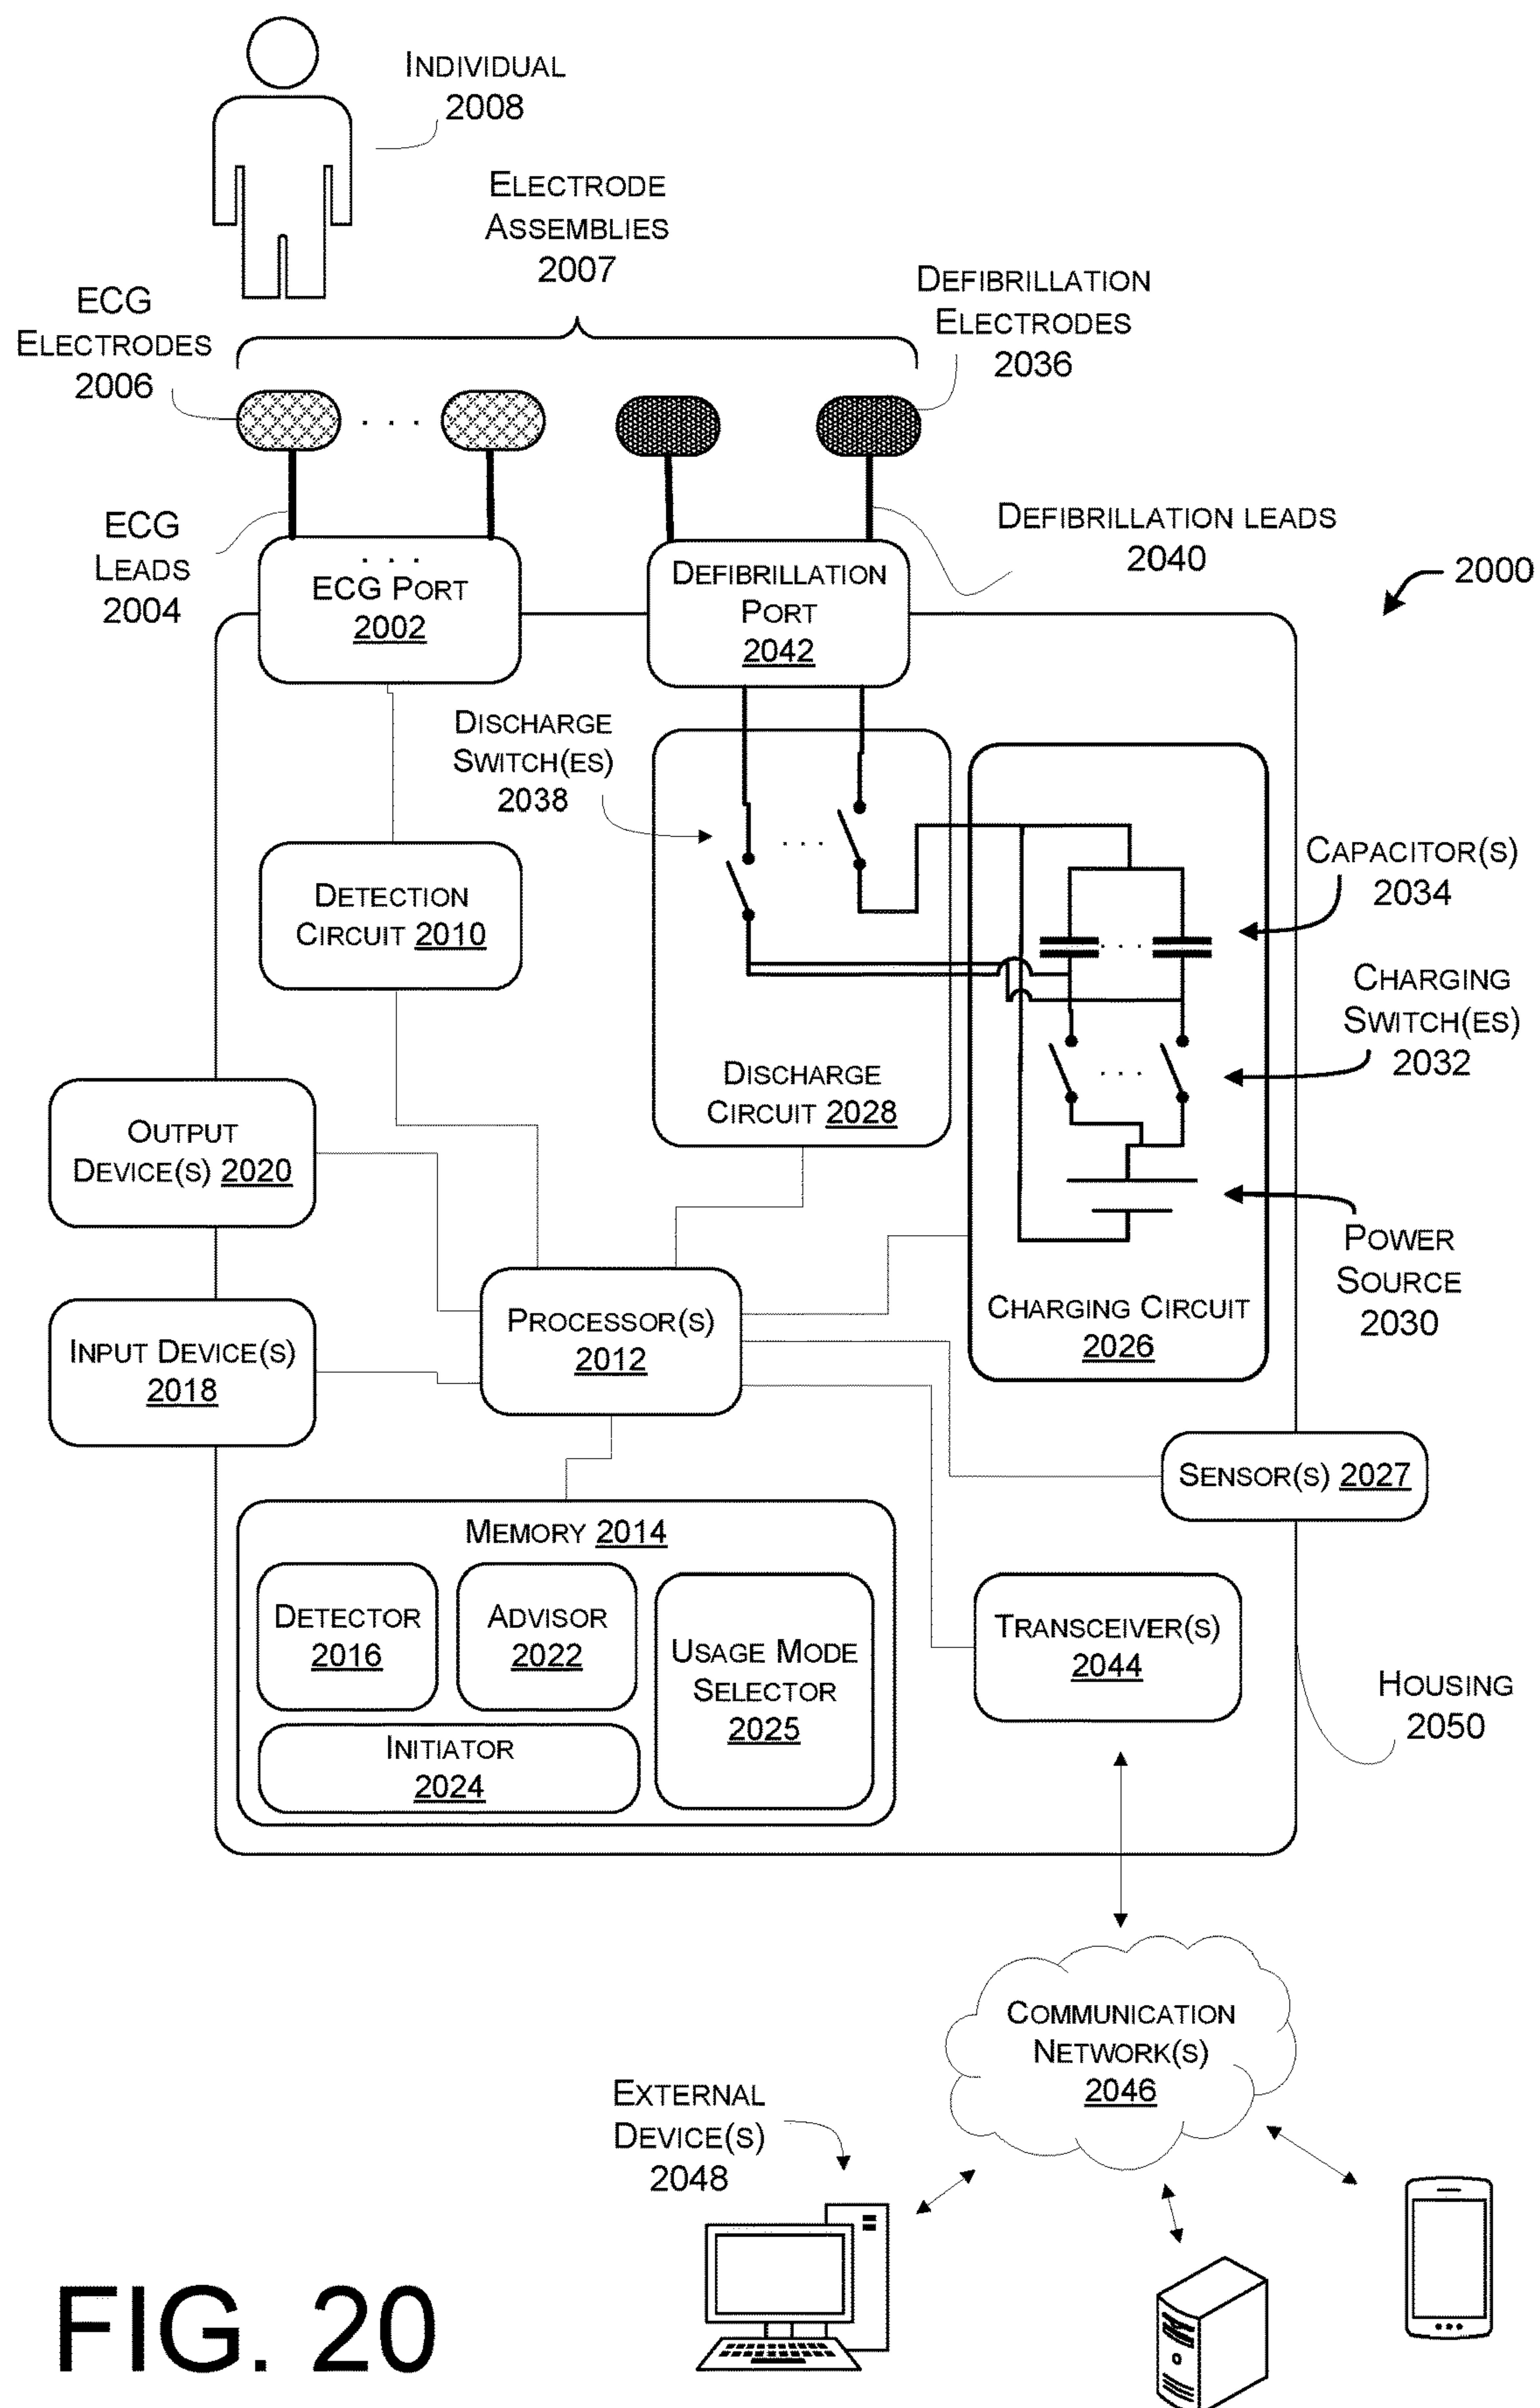 INDIVIDUAL
2008
ELECTRODE
ASSEMBLIES
2007
ECG
ELECTRODES
2006
DEFIBRILLATION
ELECTRODES
2036
ECG
LEADS
2004
DEFIBRILLATION LEADS
2040
2000
. . .
. . .
ECG PORT
2002
DEFIBRILLATION
PORT
2042
DISCHARGE
SWITCH(ES)
2038
. . .
CAPACITOR(S)
2034
. . .
DETECTION
CIRCUIT 2010
CHARGING
SWITCH(ES)
2032
. . .
DISCHARGE
CIRCUIT 2028
OUTPUT
DEVICE(S) 2020
POWER
SOURCE
2030
CHARGING CIRCUIT
2026
PROCESSOR(S)
2012
INPUT DEVICE(S)
2018
SENSOR(S) 2027
MEMORY 2014
DETECTOR
2016
ADVISOR
2022
USAGE MODE
SELECTOR
2025
INITIATOR
2024
TRANSCEIVER(S)
2044
HOUSING
2050
COMMUNICATION
NETWORK(S)
2046
EXTERNAL
DEVICE(S)
2048
FIG. 20